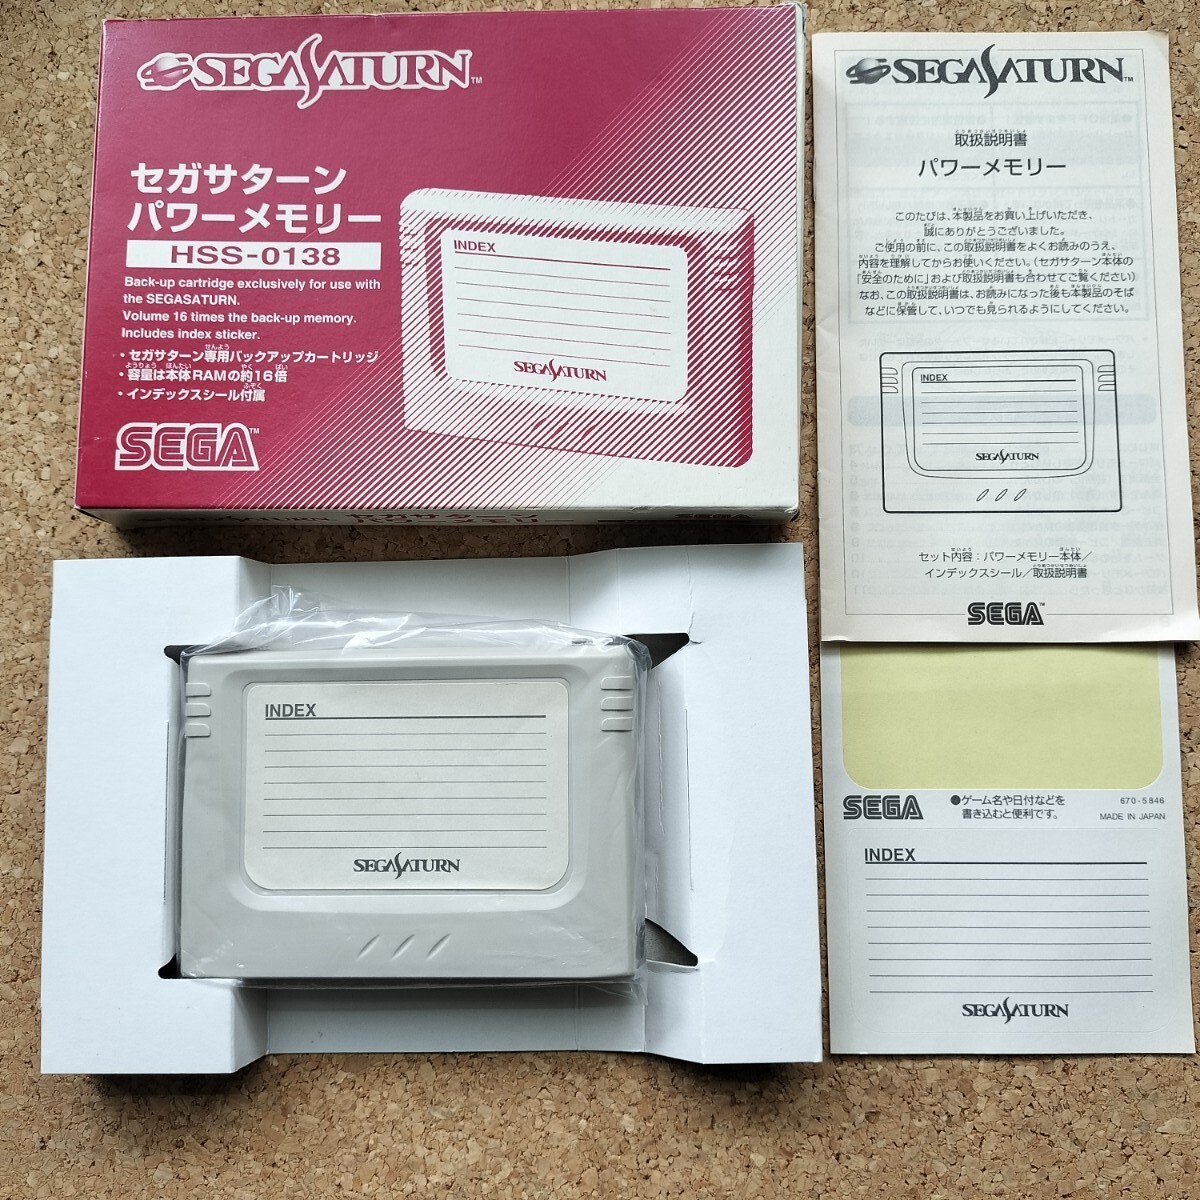 SEGASATURN™
セガサターン
パワーメモリー
HSS-0138
Back-up cartridge exclusively for use with
the SEGASATURN.
Volume 16 times the back-up memory.
Includes index sticker.
・セガサターン専用バックアップカートリッジ
・容量は本体RAMの約16倍
・インデックスシール付属
SEGA™
INDEX
SEGASATURN
SEGASATURN™
取扱説明書
パワーメモリー
このたびは、本製品をお買い上げいただき、
誠にありがとうございました。
ご使用の前に、この取扱説明書をよくお読みのうえ、
内容を理解してからお使いください。(セガサターン本体の
「安全のために」および取扱説明書も合わせてご覧ください)
なお、この取扱説明書は、お読みになった後も本製品のそば
などに保管して、いつでも見られるようにしてください。
INDEX
SEGASATURN
セット内容：パワーメモリー本体／
インデックスシール／取扱説明書
SEGA™
INDEX
SEGASATURN
SEGA
●ゲーム名や日付などを
書き込むと便利です。
670-5846
MADE IN JAPAN
INDEX
SEGASATURN